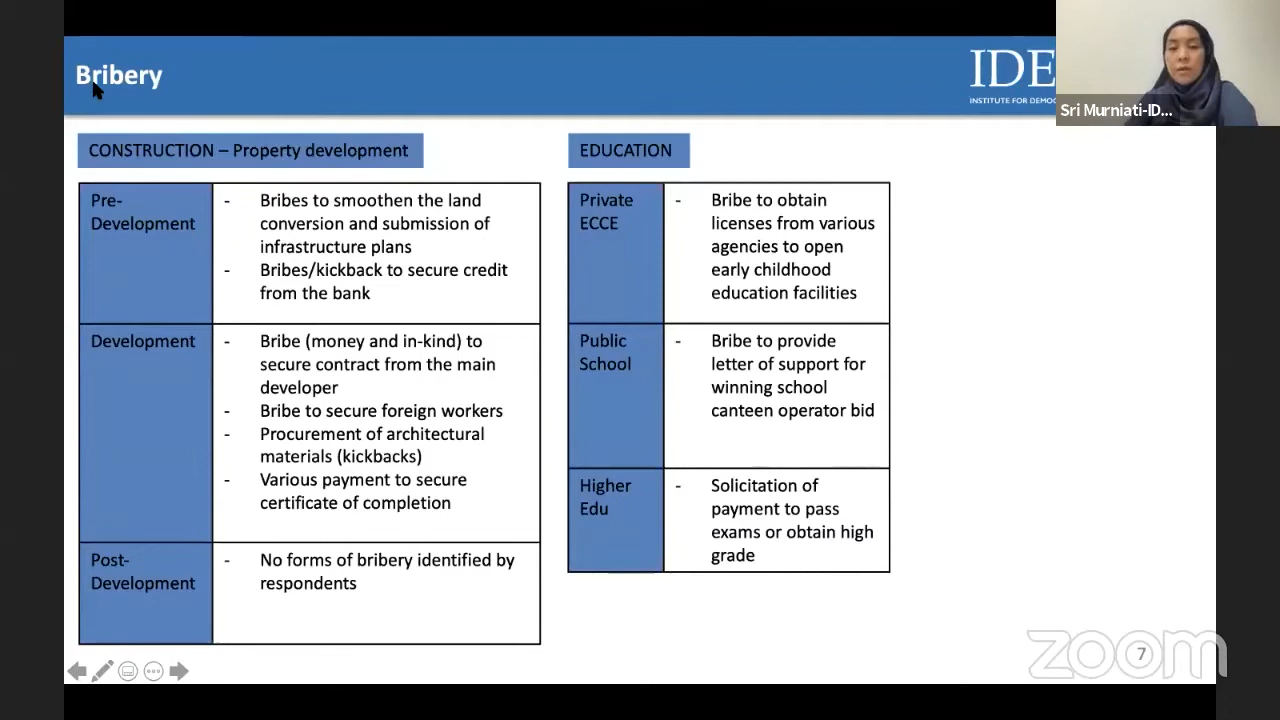 Bribery
IDE
INSTITUTE FOR DEMOC
Sri Murniati-ID...
CONSTRUCTION – Property development
Pre-
Development
- Bribes to smoothen the land
conversion and submission of
infrastructure plans
- Bribes/kickback to secure credit
from the bank
Development
- Bribe (money and in-kind) to
secure contract from the main
developer
- Bribe to secure foreign workers
- Procurement of architectural
materials (kickbacks)
- Various payment to secure
certificate of completion
Post-
Development
- No forms of bribery identified by
respondents
EDUCATION
Private
ECCE
- Bribe to obtain
licenses from various
agencies to open
early childhood
education facilities
Public
School
- Bribe to provide
letter of support for
winning school
canteen operator bid
Higher
Edu
- Solicitation of
payment to pass
exams or obtain high
grade
zoom
7